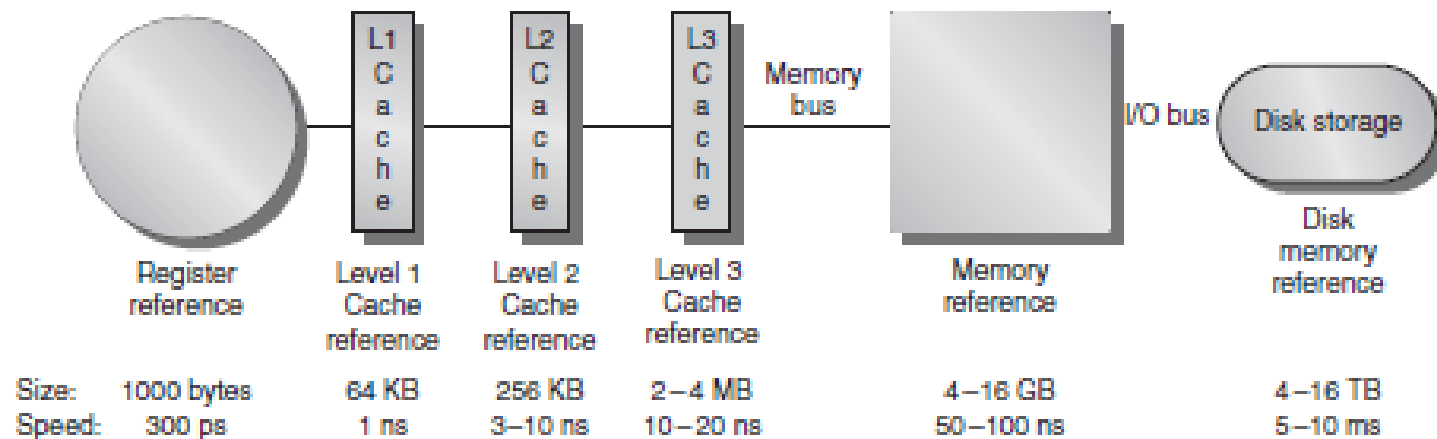 L1
C
a
c
h
e
L2
C
a
c
h
e
L3
C
a
c
h
e
Memory
bus
I/O bus
Disk storage
Register
reference
Level 1
Cache
reference
Level 2
Cache
reference
Level 3
Cache
reference
Memory
reference
Disk
memory
reference
Size: 1000 bytes 64 KB 256 KB 2–4 MB 4–16 GB 4–16 TB
Speed: 300 ps 1 ns 3–10 ns 10–20 ns 50–100 ns 5–10 ms